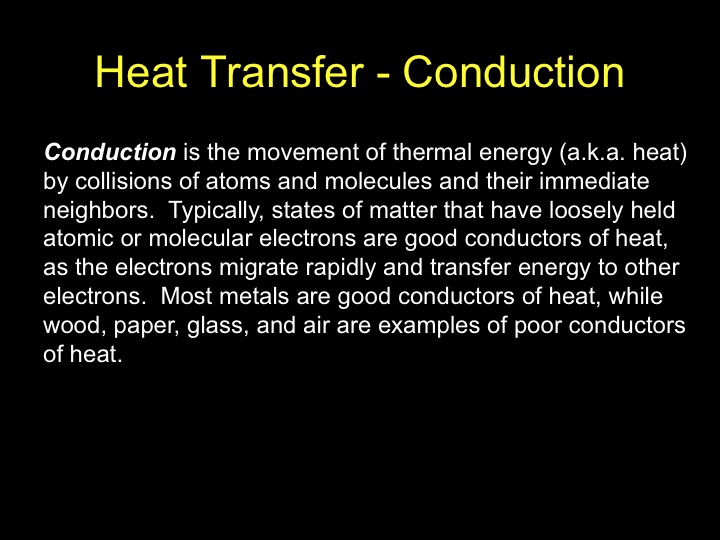 Heat Transfer - Conduction
Conduction is the movement of thermal energy (a.k.a. heat)
by collisions of atoms and molecules and their immediate
neighbors.  Typically, states of matter that have loosely held
atomic or molecular electrons are good conductors of heat,
as the electrons migrate rapidly and transfer energy to other
electrons.  Most metals are good conductors of heat, while
wood, paper, glass, and air are examples of poor conductors
of heat.